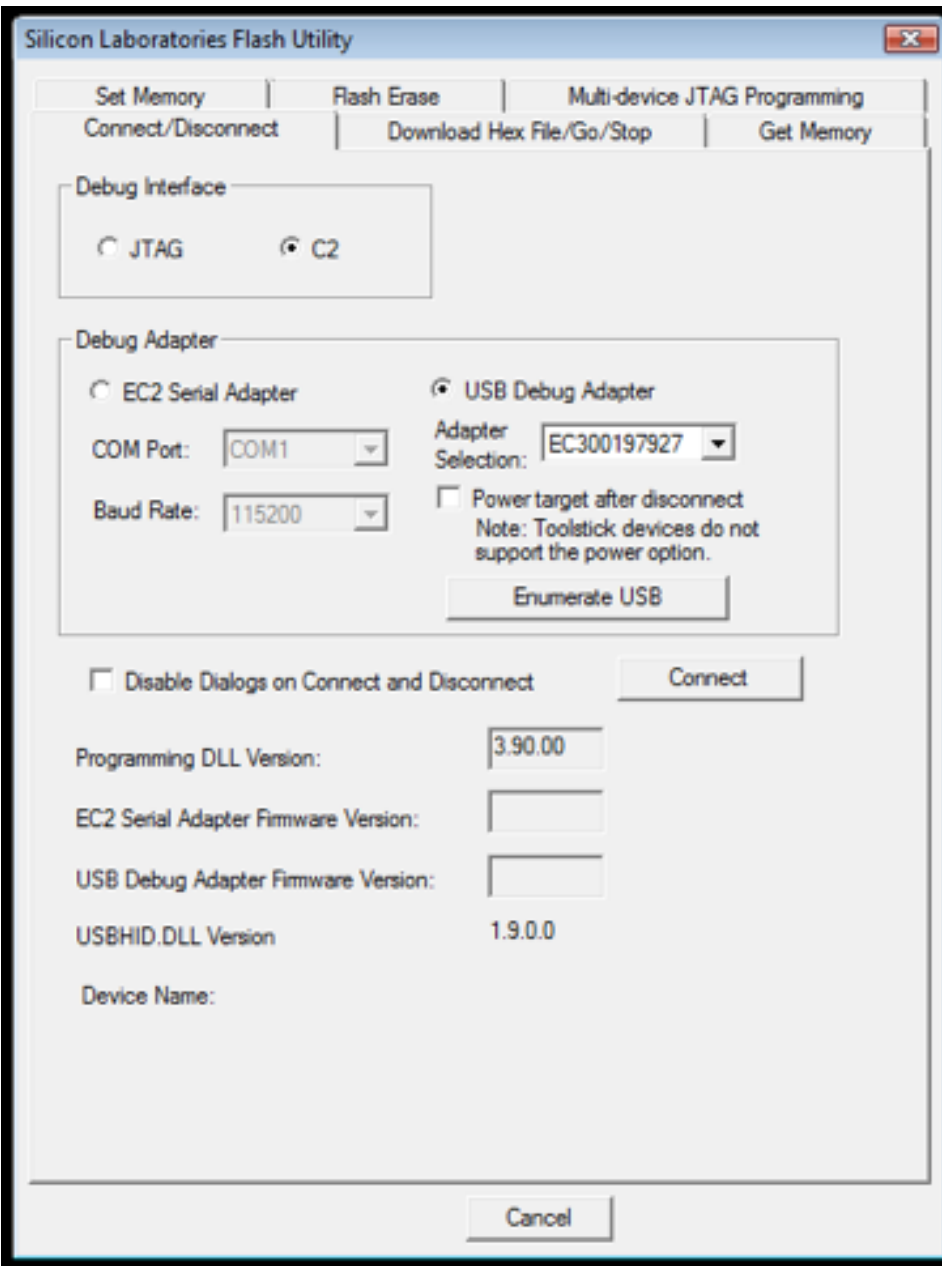 Silicon Laboratories Flash Utility
Set Memory
Flash Erase
Multi-device JTAG Programming
Connect/Disconnect
Download Hex File/Go/Stop
Get Memory
Debug Interface
JTAG
C2
Debug Adapter
EC2 Serial Adapter
USB Debug Adapter
COM Port:
COM1
Adapter
Selection:
EC300197927
Baud Rate:
115200
Power target after disconnect
Note: Toolstick devices do not
support the power option.
Enumerate USB
Disable Dialogs on Connect and Disconnect
Connect
Programming DLL Version:
3.90.00
EC2 Serial Adapter Firmware Version:
USB Debug Adapter Firmware Version:
USBHID.DLL Version
1.9.0.0
Device Name:
Cancel